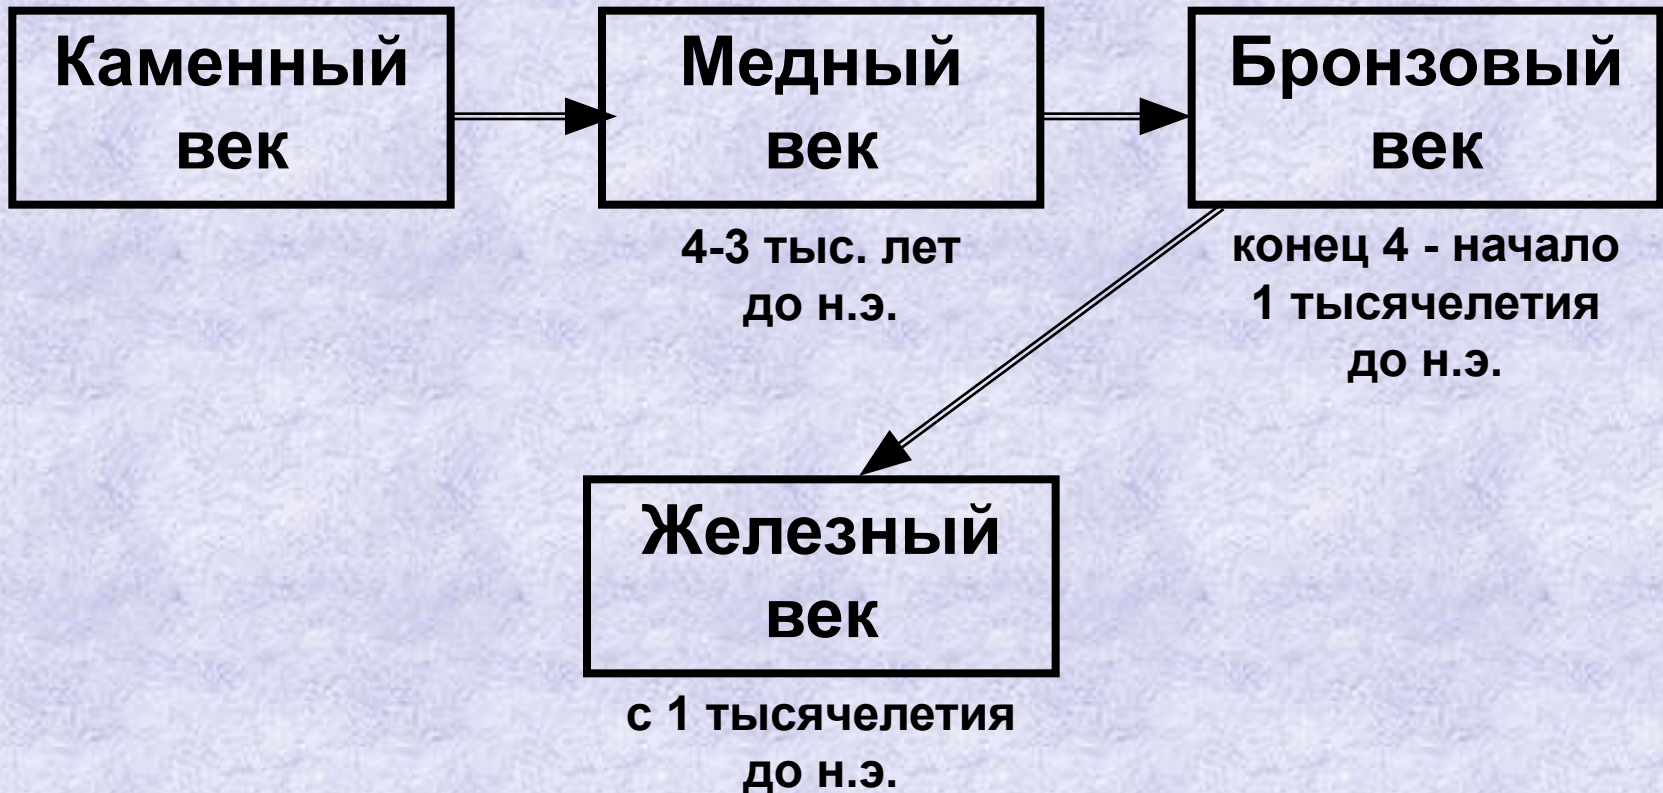 Каменный
век
Медный
век
4-3 тыс. лет
до н.э.
Бронзовый
век
конец 4 - начало
1 тысячелетия
до н.э.
Железный
век
с 1 тысячелетия
до н.э.